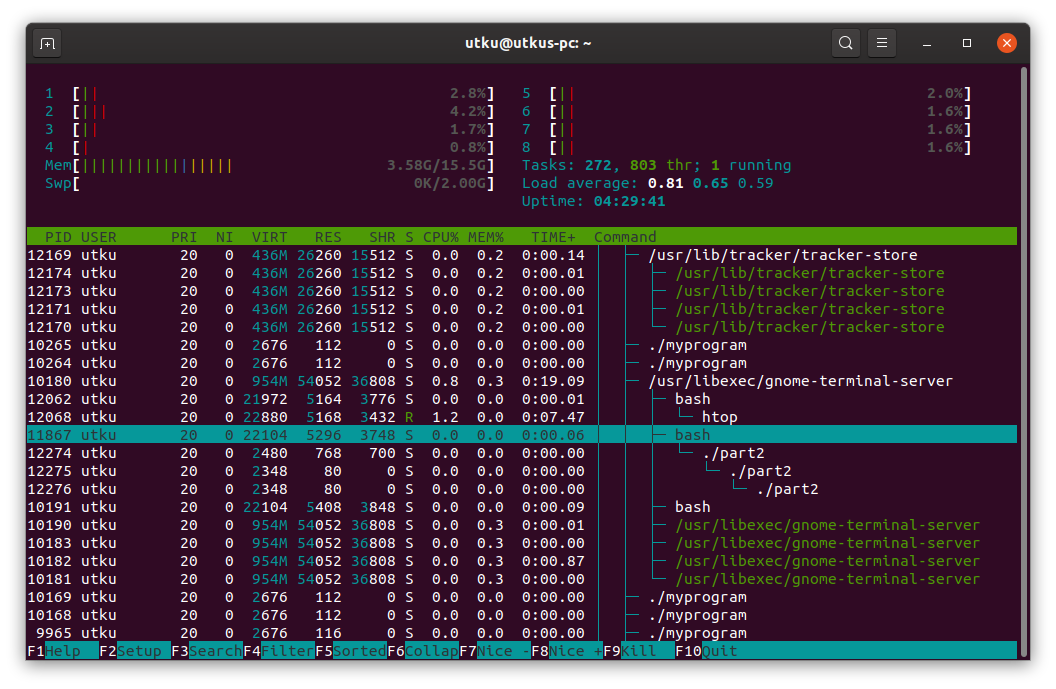 utku@utkus-pc: ~
1 [|| 2.8%] 5 [|| 2.0%]
2 [||| 4.2%] 6 [|| 1.6%]
3 [|| 1.7%] 7 [|| 1.6%]
4 [| 0.8%] 8 [|| 1.6%]
Mem[||||||||||||||||| 3.58G/15.5G] Tasks: 272, 803 thr; 1 running
Swp[ 0K/2.00G] Load average: 0.81 0.65 0.59
Uptime: 04:29:41
PID USER PRI NI VIRT RES SHR S CPU% MEM% TIME+ Command
12169 utku 20 0 436M 26260 15512 S 0.0 0.2 0:00.14 /usr/lib/tracker/tracker-store
12174 utku 20 0 436M 26260 15512 S 0.0 0.2 0:00.01 /usr/lib/tracker/tracker-store
12173 utku 20 0 436M 26260 15512 S 0.0 0.2 0:00.00 /usr/lib/tracker/tracker-store
12171 utku 20 0 436M 26260 15512 S 0.0 0.2 0:00.01 /usr/lib/tracker/tracker-store
12170 utku 20 0 436M 26260 15512 S 0.0 0.2 0:00.00 /usr/lib/tracker/tracker-store
10265 utku 20 0 2676 112 0 S 0.0 0.0 0:00.00 ./myprogram
10264 utku 20 0 2676 112 0 S 0.0 0.0 0:00.00 ./myprogram
10180 utku 20 0 954M 54052 36808 S 0.8 0.3 0:19.09 /usr/libexec/gnome-terminal-server
12062 utku 20 0 21972 5164 3776 S 0.0 0.0 0:00.01 bash
12068 utku 20 0 22880 5168 3432 R 1.2 0.0 0:07.47 htop
11867 utku 20 0 22104 5296 3748 S 0.0 0.0 0:00.06 bash
12274 utku 20 0 2480 768 700 S 0.0 0.0 0:00.00 ./part2
12275 utku 20 0 2348 80 0 S 0.0 0.0 0:00.00 ./part2
12276 utku 20 0 2348 80 0 S 0.0 0.0 0:00.00 ./part2
10191 utku 20 0 22104 5408 3848 S 0.0 0.0 0:00.09 bash
10190 utku 20 0 954M 54052 36808 S 0.0 0.3 0:00.01 /usr/libexec/gnome-terminal-server
10183 utku 20 0 954M 54052 36808 S 0.0 0.3 0:00.00 /usr/libexec/gnome-terminal-server
10182 utku 20 0 954M 54052 36808 S 0.0 0.3 0:00.87 /usr/libexec/gnome-terminal-server
10181 utku 20 0 954M 54052 36808 S 0.0 0.3 0:00.00 /usr/libexec/gnome-terminal-server
10169 utku 20 0 2676 112 0 S 0.0 0.0 0:00.00 ./myprogram
10168 utku 20 0 2676 112 0 S 0.0 0.0 0:00.00 ./myprogram
9965 utku 20 0 2676 116 0 S 0.0 0.0 0:00.00 ./myprogram
F1Help F2Setup F3SearchF4FilterF5SortedF6CollapF7Nice -F8Nice +F9Kill F10Quit